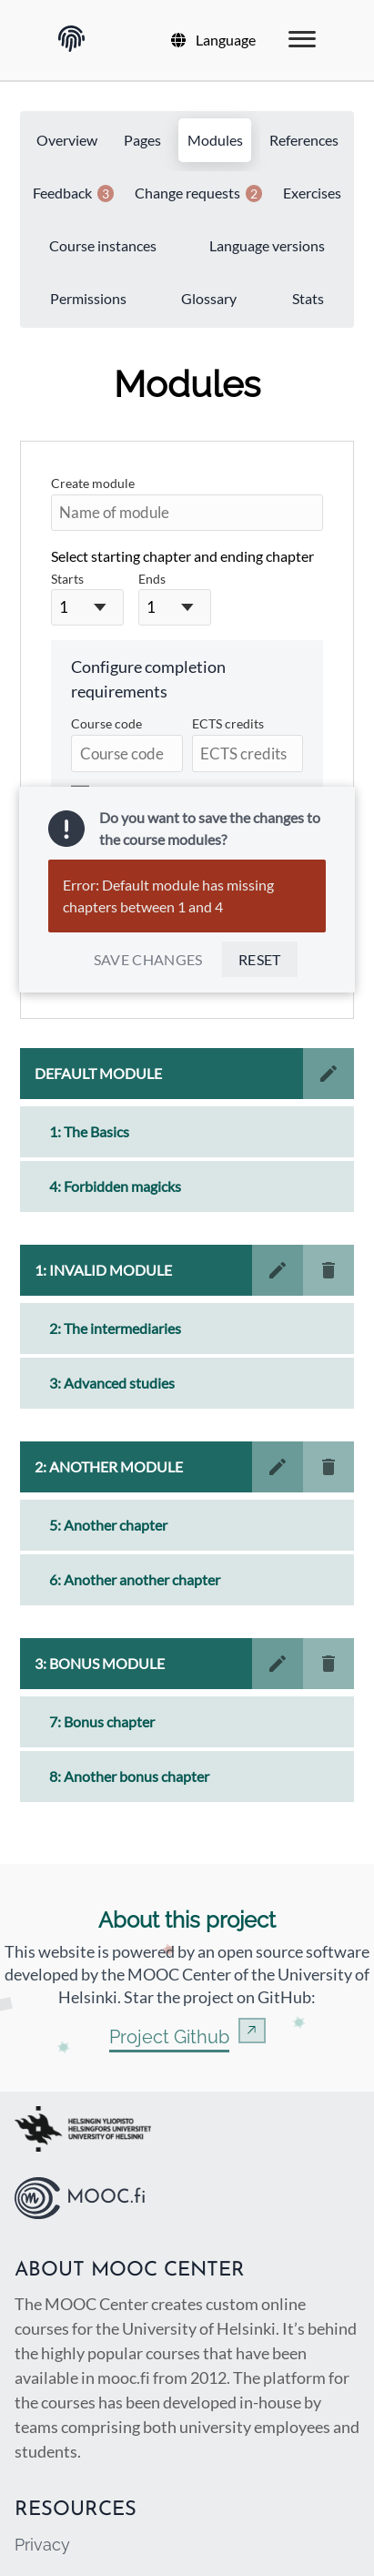 Language
Overview Pages Modules References
Feedback 3 Change requests 2 Exercises
Course instances Language versions
Permissions Glossary Stats
Modules
Create module
Name of module
Select starting chapter and ending chapter
Starts Ends
1 1
Configure completion
requirements
Course code ECTS credits
Course code ECTS credits
Do you want to save the changes to
the course modules?
Error: Default module has missing
chapters between 1 and 4
SAVE CHANGES RESET
DEFAULT MODULE
1: The Basics
4: Forbidden magicks
1: INVALID MODULE
2: The intermediaries
3: Advanced studies
2: ANOTHER MODULE
5: Another chapter
6: Another another chapter
3: BONUS MODULE
7: Bonus chapter
8: Another bonus chapter
About this project
This website is powered by an open source software
developed by the MOOC Center of the University of
Helsinki. Star the project on GitHub:
Project Github
HELSINGIN YLIOPISTO
HELSINGFORS UNIVERSITET
UNIVERSITY OF HELSINKI
MOOC.fi
ABOUT MOOC CENTER
The MOOC Center creates custom online
courses for the University of Helsinki. It's behind
the highly popular courses that have been
available in mooc.fi from 2012. The platform for
the courses has been developed in-house by
teams comprising both university employees and
students.
RESOURCES
Privacy